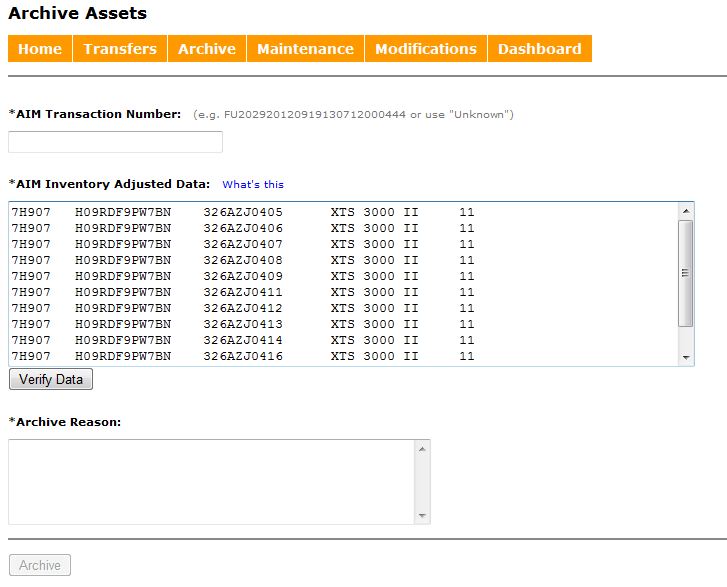 Archive Assets
Home Transfers Archive Maintenance Modifications Dashboard
*AIM Transaction Number: (e.g. FU202920120919130712000444 or use "Unknown")
*AIM Inventory Adjusted Data: What's this
7H907 H09RDF9PW7BN 326AZJ0405 XTS 3000 II 11
7H907 H09RDF9PW7BN 326AZJ0406 XTS 3000 II 11
7H907 H09RDF9PW7BN 326AZJ0407 XTS 3000 II 11
7H907 H09RDF9PW7BN 326AZJ0408 XTS 3000 II 11
7H907 H09RDF9PW7BN 326AZJ0409 XTS 3000 II 11
7H907 H09RDF9PW7BN 326AZJ0411 XTS 3000 II 11
7H907 H09RDF9PW7BN 326AZJ0412 XTS 3000 II 11
7H907 H09RDF9PW7BN 326AZJ0413 XTS 3000 II 11
7H907 H09RDF9PW7BN 326AZJ0414 XTS 3000 II 11
7H907 H09RDF9PW7BN 326AZJ0416 XTS 3000 II 11
Verify Data
*Archive Reason:
Archive